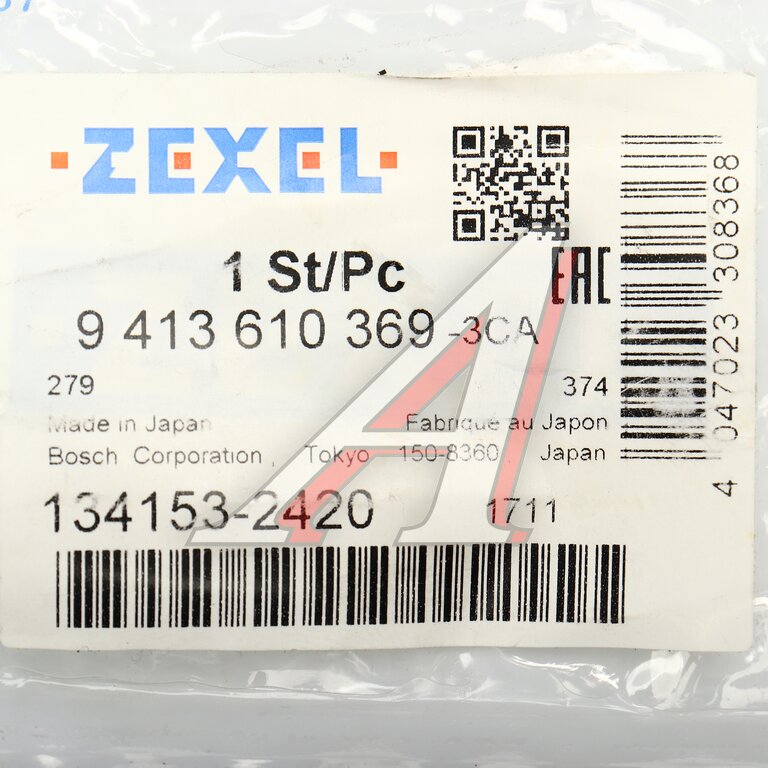 ZEXEL
1 St/Pc
EAC
9 413 610 369 -3CA
279 374
Made in Japan Fabriqué au Japon
Bosch Corporation, Tokyo 150-8360 Japan
134153-2420 1711
4 047023 308368